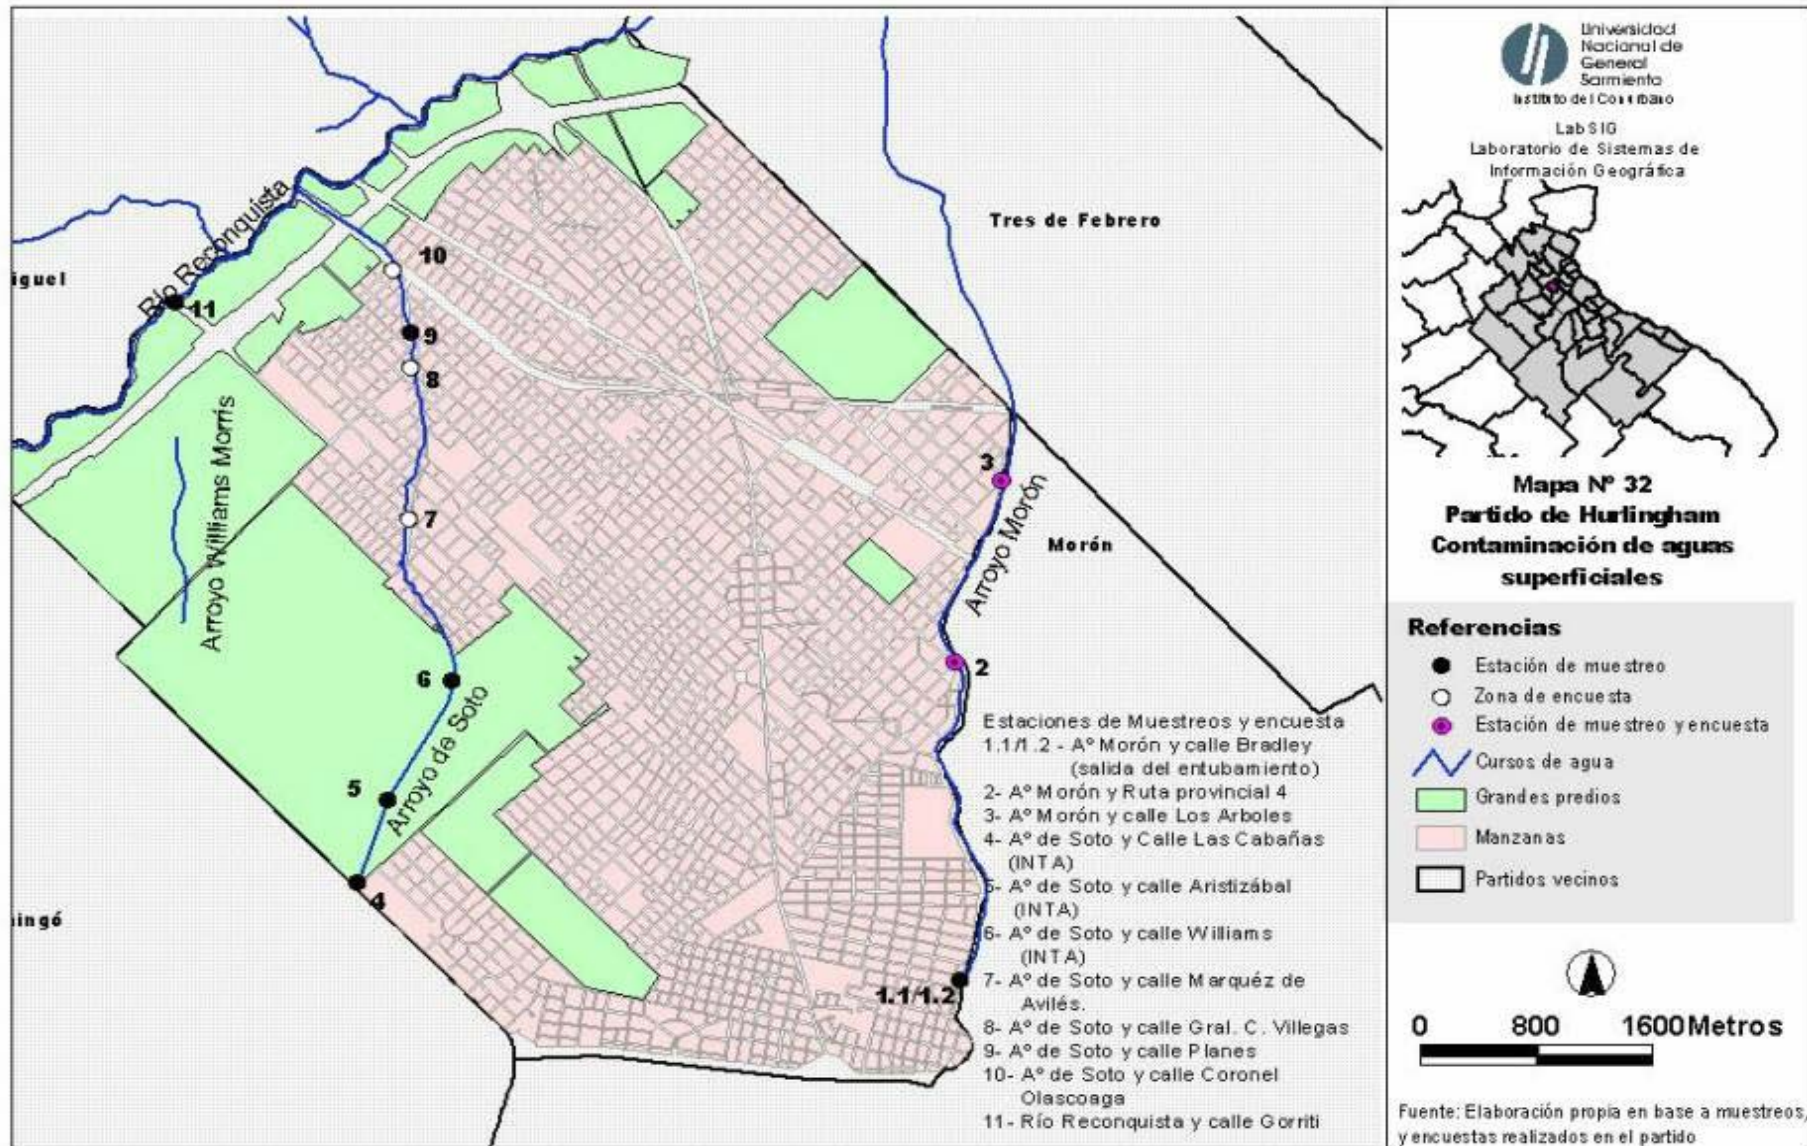 Universidad
Nacional de
General
Sarmiento
Instituto del Conurbano
Lab SIG
Laboratorio de Sistemas de
Información Geográfica
Mapa Nº 32
Partido de Hurlingham
Contaminación de aguas
superficiales
Referencias
Estación de muestreo
Zona de encuesta
Estación de muestreo y encuesta
Cursos de agua
Grandes predios
Manzanas
Partidos vecinos
0 800 1600 Metros
Fuente: Elaboración propia en base a muestreos,
y encuestas realizados en el partido
Tres de Febrero
Río Reconquista
10
iguel
11
9
8
Arroyo Williams Morris
3
7
Arroyo Morón
Morón
2
6
Arroyo de Soto
5
4
ingó
1.1/1.2
Estaciones de Muestreos y encuesta
1.1/1.2 - Aº Morón y calle Bradley
(salida del entubamiento)
2- Aº Morón y Ruta provincial 4
3- Aº Morón y calle Los Arboles
4- Aº de Soto y Calle Las Cabañas
(INTA)
5- Aº de Soto y calle Aristizábal
(INTA)
6- Aº de Soto y calle Williams
(INTA)
7- Aº de Soto y calle Marquéz de
Avilés.
8- Aº de Soto y calle Gral. C. Villegas
9- Aº de Soto y calle Planes
10- Aº de Soto y calle Coronel
Olascoaga
11- Río Reconquista y calle Gorriti